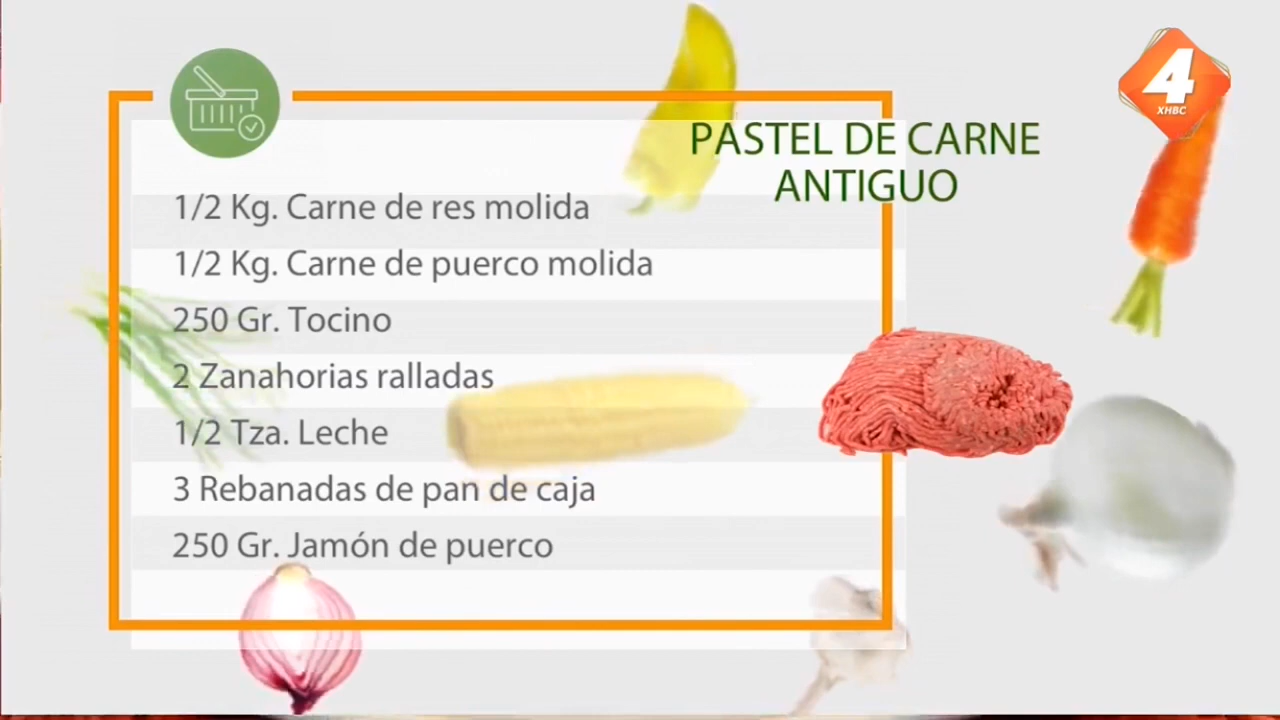 4
XHBC
PASTEL DE CARNE
ANTIGUO
1/2 Kg. Carne de res molida
1/2 Kg. Carne de puerco molida
250 Gr. Tocino
2 Zanahorias ralladas
1/2 Tza. Leche
3 Rebanadas de pan de caja
250 Gr. Jamón de puerco